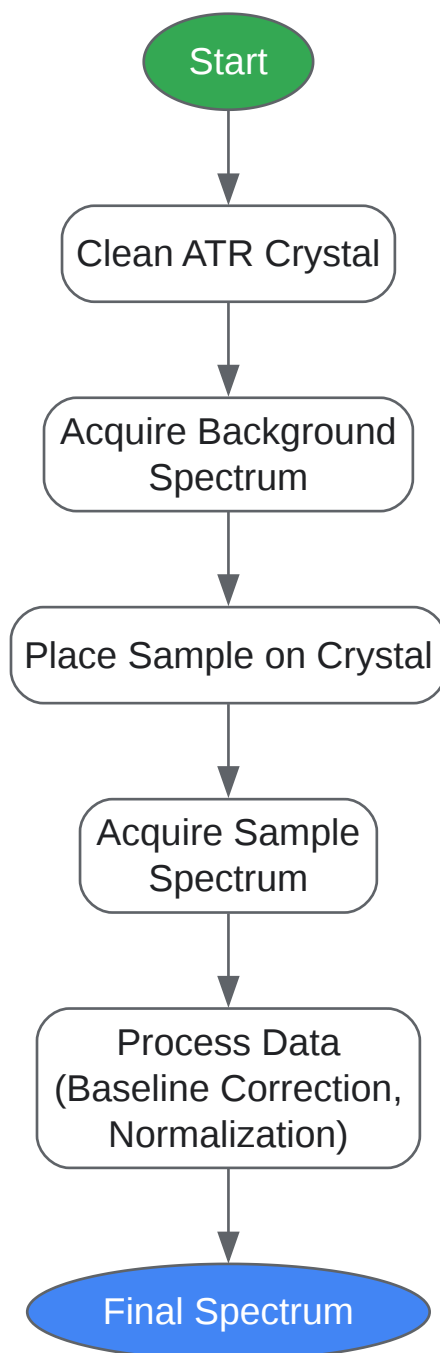 Start
Clean ATR Crystal
Acquire Background
Spectrum
Place Sample on Crystal
Acquire Sample
Spectrum
Process Data
(Baseline Correction,
Normalization)
Final Spectrum